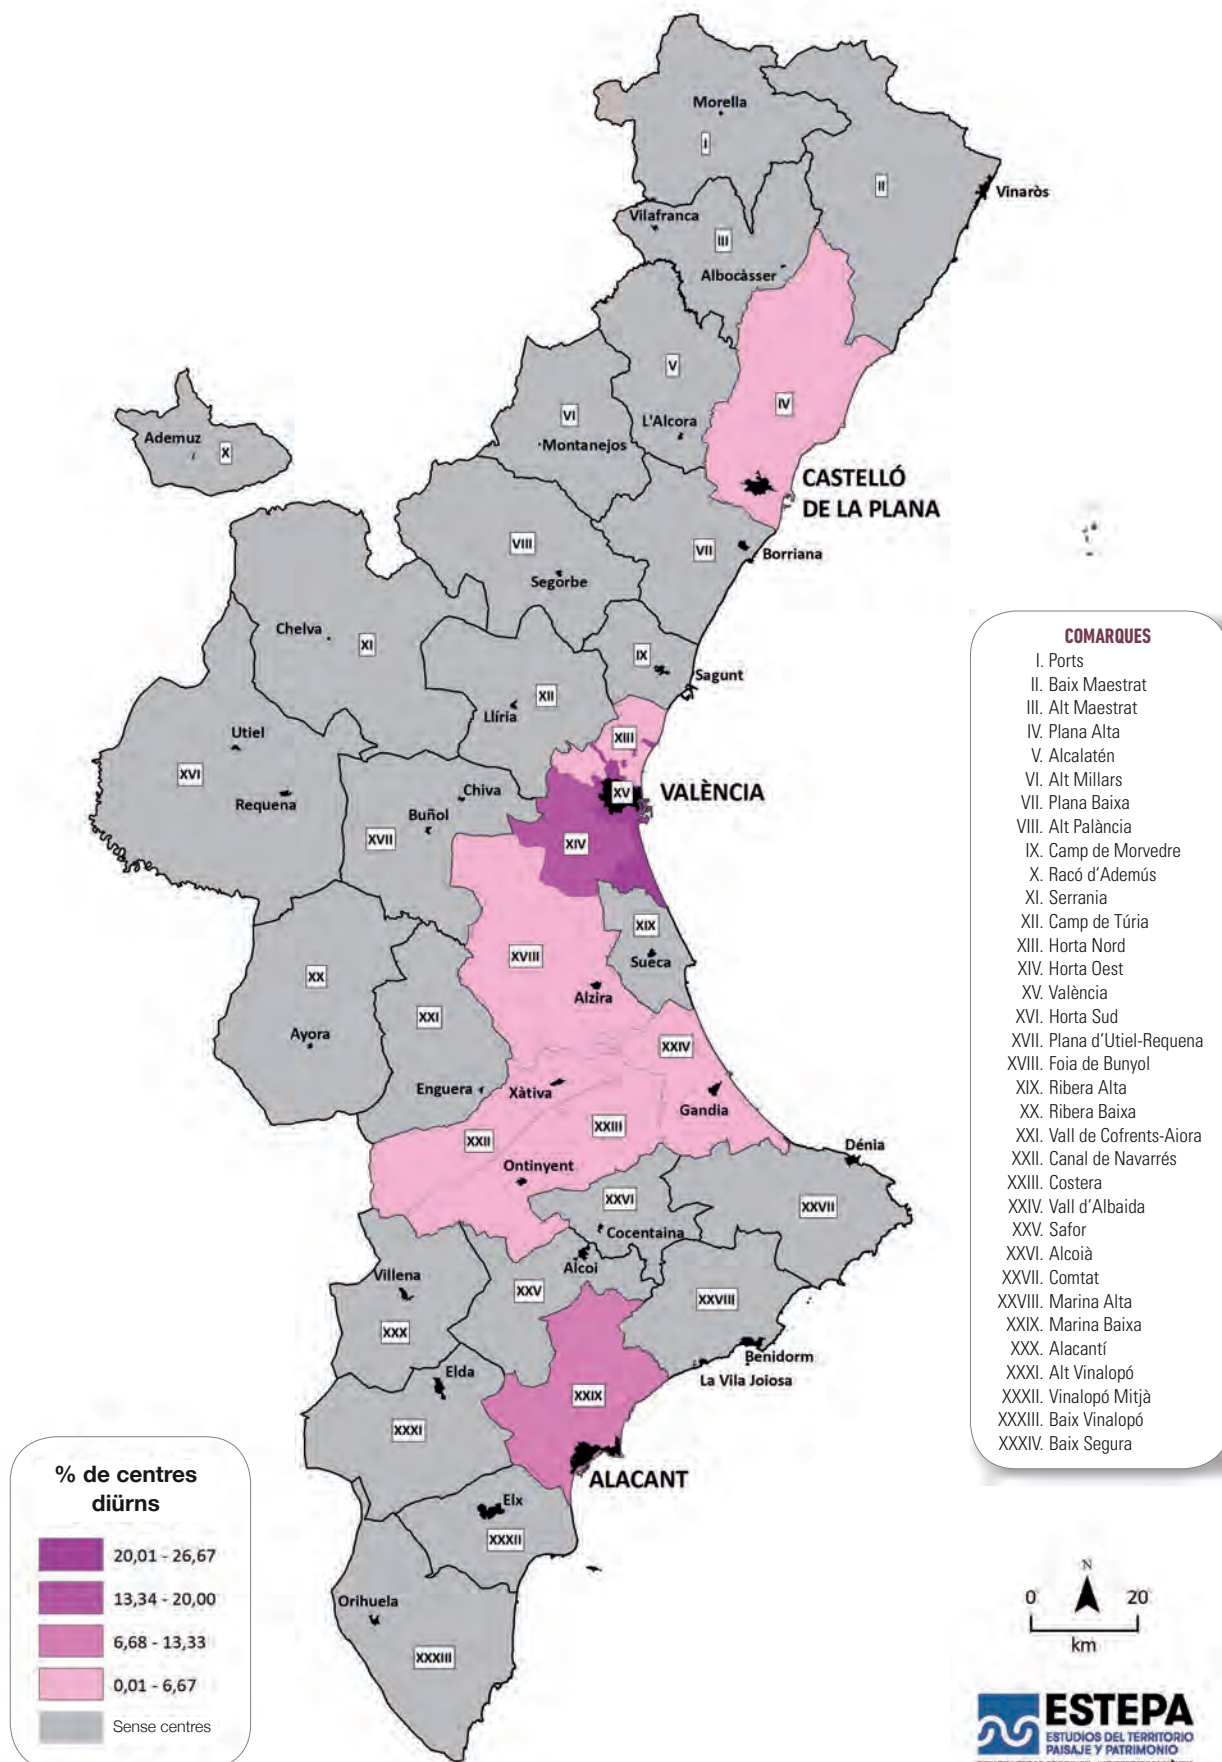 Morella
I
II
Vinaròs
Vilafranca
III
Albocàsser
V
IV
VI
L'Alcora
Montanejos
Ademuz
X
CASTELLÓ
DE LA PLANA
VIII
VII
Borriana
Segorbe
Chelva
XI
IX
Sagunt
XII
Llíria
XIII
Utiel
XVI
Requena
Chiva
XV
VALÈNCIA
Buñol
XVII
XIV
XIX
Sueca
XVIII
XX
Alzira
XXI
Ayora
XXIV
Enguera
Xàtiva
Gandia
XXIII
XXII
Dénia
Ontinyent
XXVI
XXVII
Cocentaina
Alcoi
Villena
XXV
XXVIII
XXX
Benidorm
Elda
La Vila Joiosa
XXIX
XXXI
ALACANT
Elx
XXXII
Orihuela
XXXIII
COMARQUES
I. Ports
II. Baix Maestrat
III. Alt Maestrat
IV. Plana Alta
V. Alcalatén
VI. Alt Millars
VII. Plana Baixa
VIII. Alt Palància
IX. Camp de Morvedre
X. Racó d'Ademús
XI. Serrania
XII. Camp de Túria
XIII. Horta Nord
XIV. Horta Oest
XV. València
XVI. Horta Sud
XVII. Plana d'Utiel-Requena
XVIII. Foia de Bunyol
XIX. Ribera Alta
XX. Ribera Baixa
XXI. Vall de Cofrents-Aiora
XXII. Canal de Navarrés
XXIII. Costera
XXIV. Vall d'Albaida
XXV. Safor
XXVI. Alcoià
XXVII. Comtat
XXVIII. Marina Alta
XXIX. Marina Baixa
XXX. Alacantí
XXXI. Alt Vinalopó
XXXII. Vinalopó Mitjà
XXXIII. Baix Vinalopó
XXXIV. Baix Segura
% de centres
diürns
20,01 - 26,67
13,34 - 20,00
6,68 - 13,33
0,01 - 6,67
Sense centres
N
0 20
km
ESTEPA
ESTUDIOS DEL TERRITORIO
PAISAJE Y PATRIMONIO